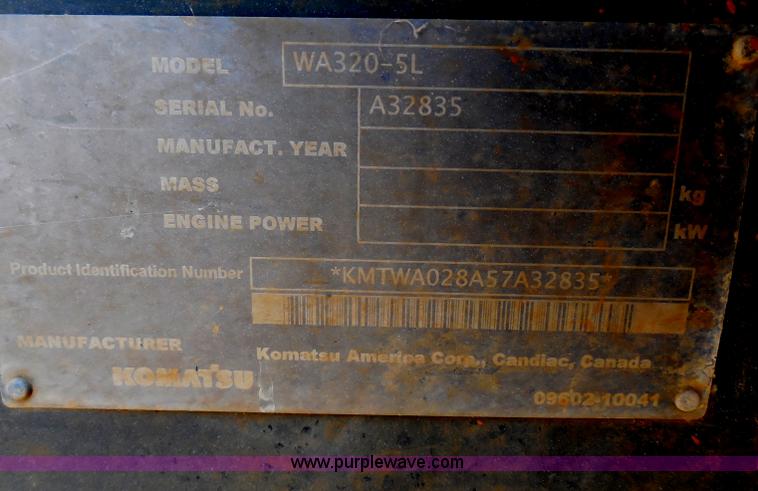 MODEL WA320-5L
SERIAL No. A32835
MANUFACT. YEAR
MASS kg
ENGINE POWER kW
Product Identification Number *KMTWA028A57A32835*
MANUFACTURER Komatsu America Corp., Candiac, Canada
KOMATSU
09602-10041
www.purplewave.com